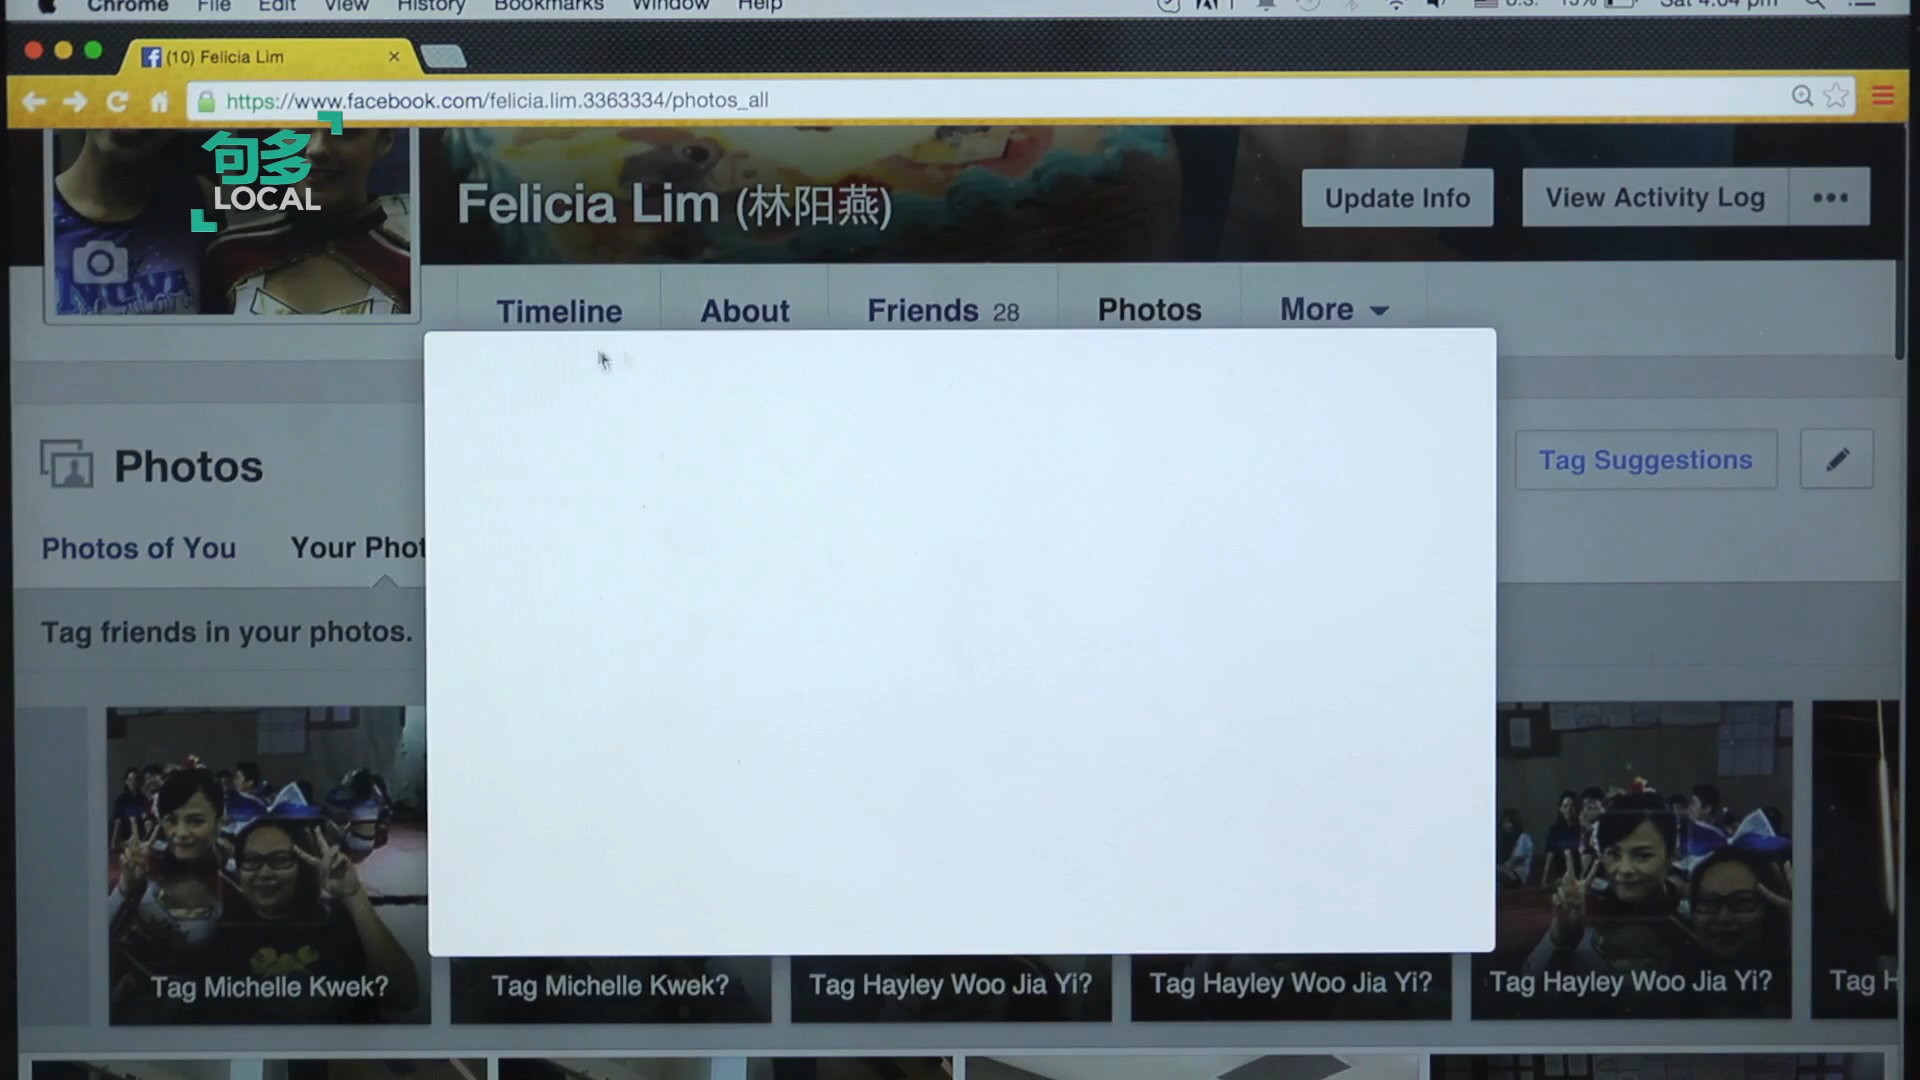 Chrome File Edit View History Bookmarks Window Help
(10) Felicia Lim
https://www.facebook.com/felicia.lim.3363334/photos_all
句多
LOCAL
Felicia Lim (林阳燕)
Update Info
View Activity Log
Timeline
About
Friends 28
Photos
More
Photos
Tag Suggestions
Photos of You
Your Phot
Tag friends in your photos.
Tag Michelle Kwek?
Tag Michelle Kwek?
Tag Hayley Woo Jia Yi?
Tag Hayley Woo Jia Yi?
Tag Hayley Woo Jia Yi?
Tag H